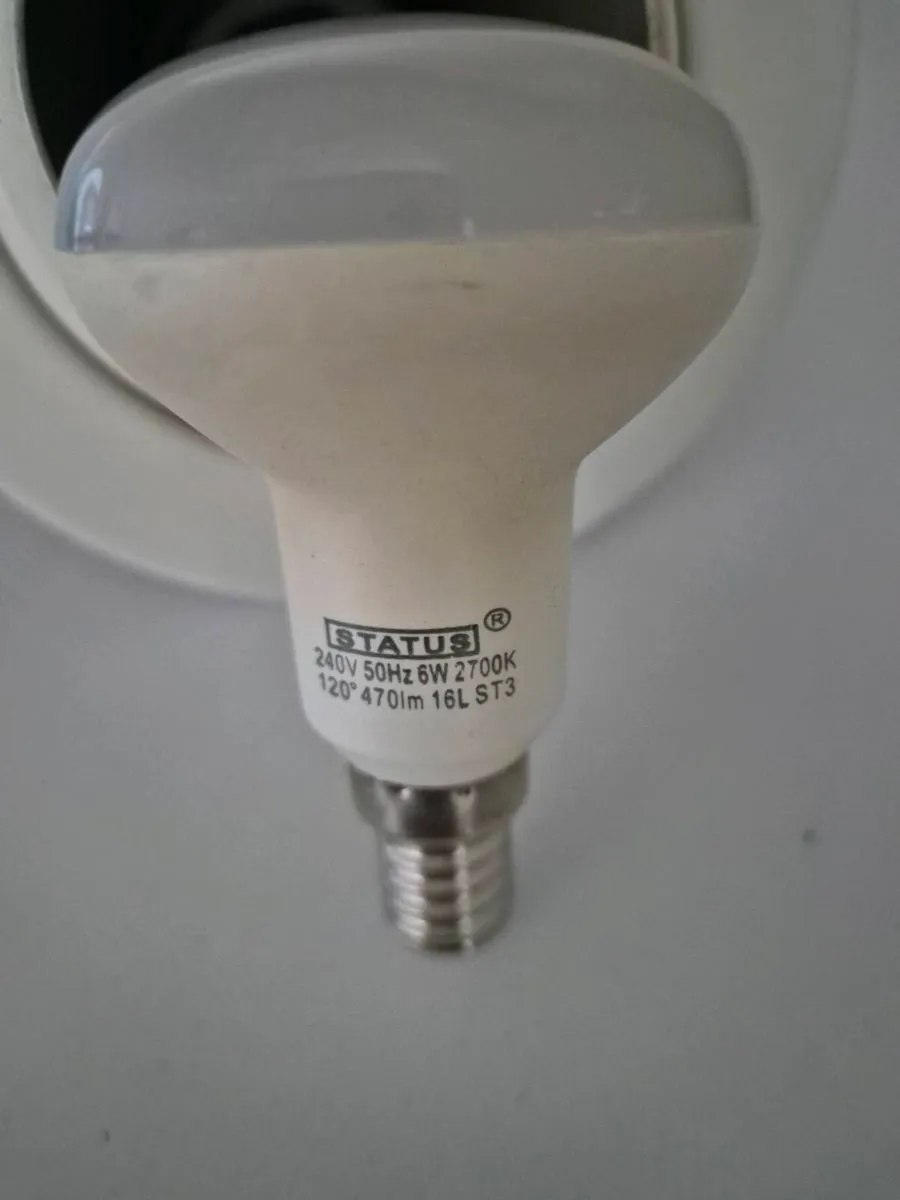 STATUS®
240V 50Hz 6W 2700K
120° 470lm 16L ST3